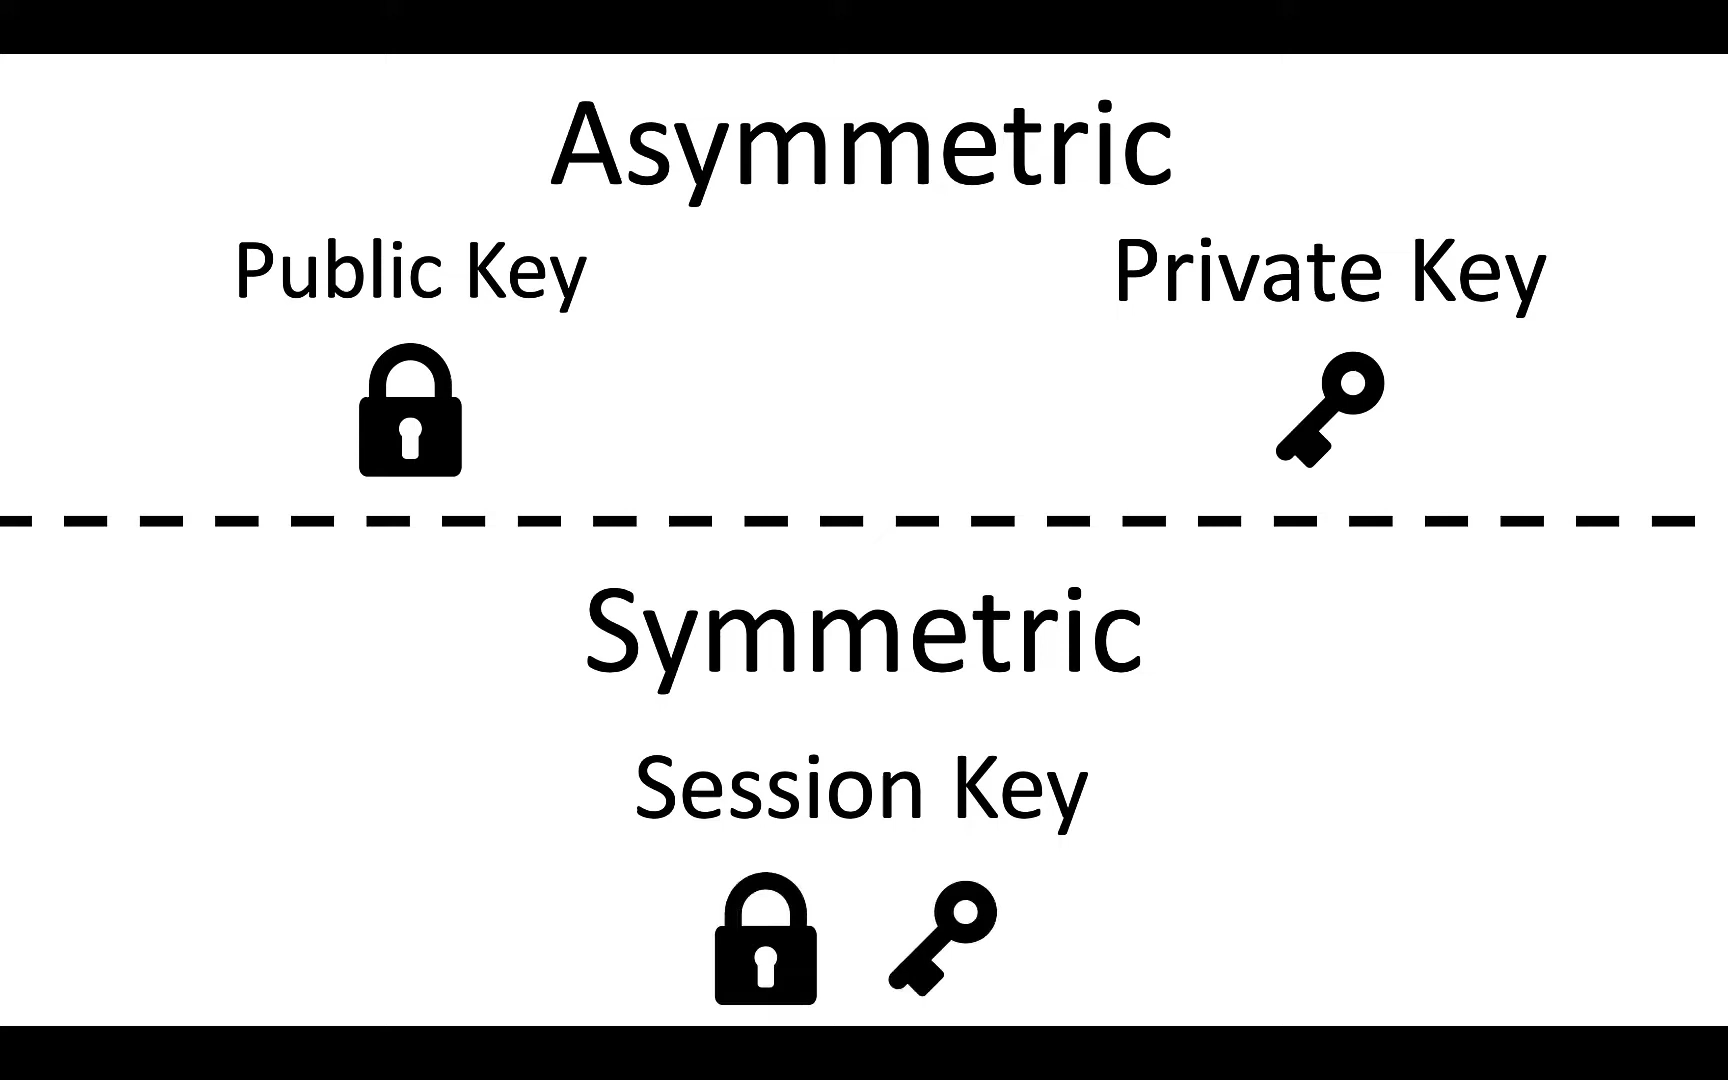 Asymmetric
Public Key
Private Key
Symmetric
Session Key